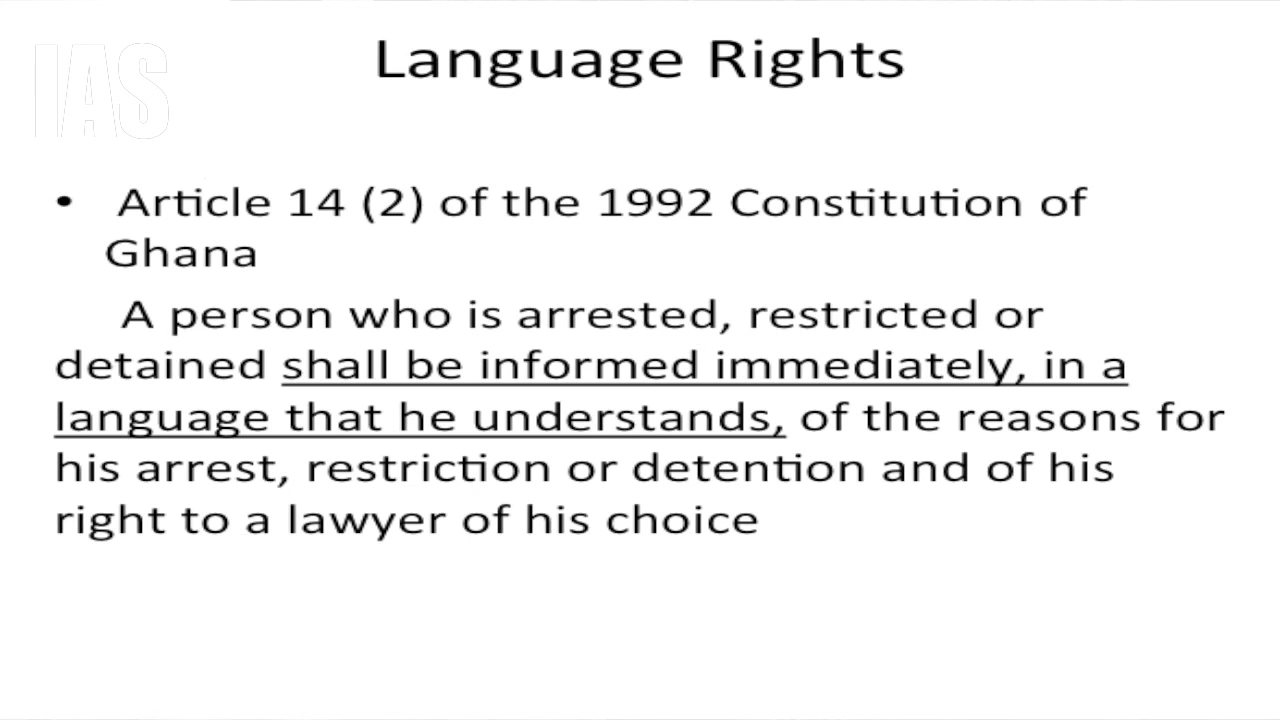 IAS
Language Rights
• Article 14 (2) of the 1992 Constitution of
Ghana
A person who is arrested, restricted or
detained shall be informed immediately, in a
language that he understands, of the reasons for
his arrest, restriction or detention and of his
right to a lawyer of his choice